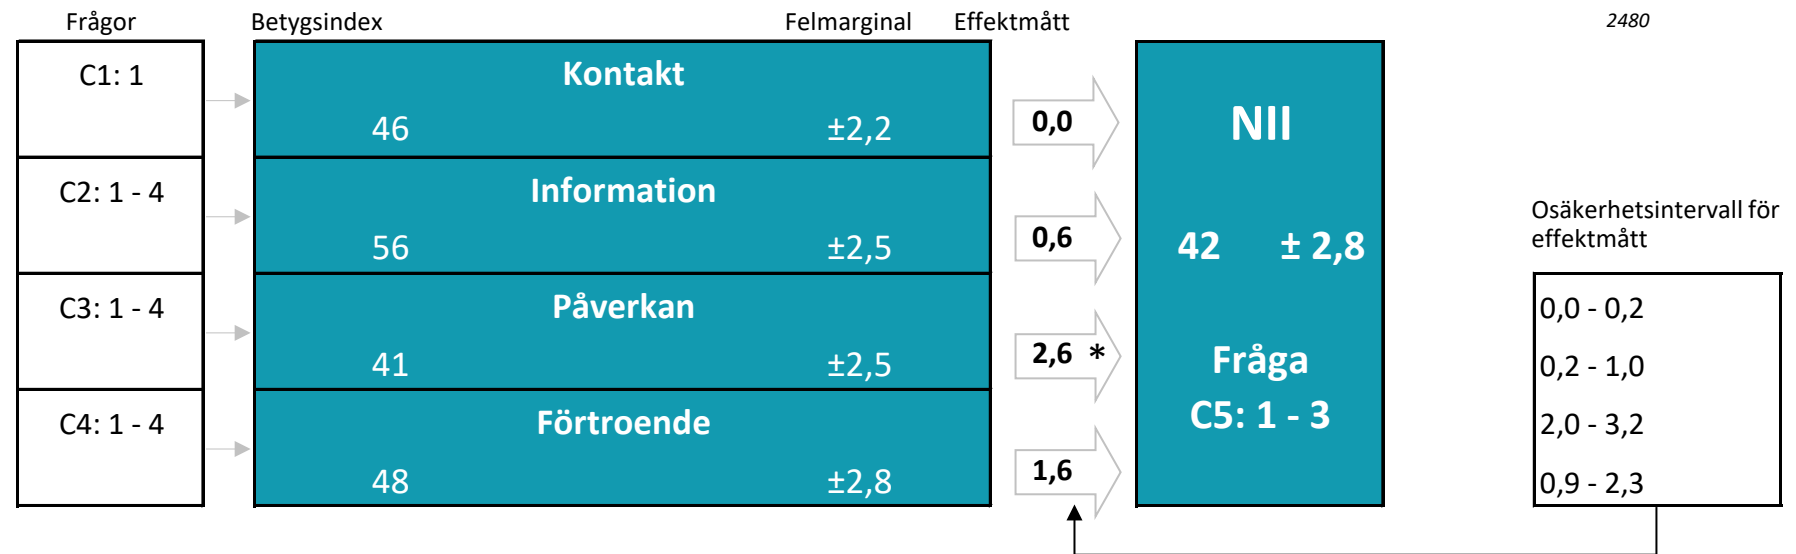 Frågor Betygsindex Felmarginal Effektmått 2480
C1: 1
Kontakt
46 ±2,2
0,0
C2: 1 - 4
Information
56 ±2,5
0,6
C3: 1 - 4
Påverkan
41 ±2,5
2,6 *
C4: 1 - 4
Förtroende
48 ±2,8
1,6
NII
42 ± 2,8
Fråga
C5: 1 - 3
Osäkerhetsintervall för
effektmått
0,0 - 0,2
0,2 - 1,0
2,0 - 3,2
0,9 - 2,3